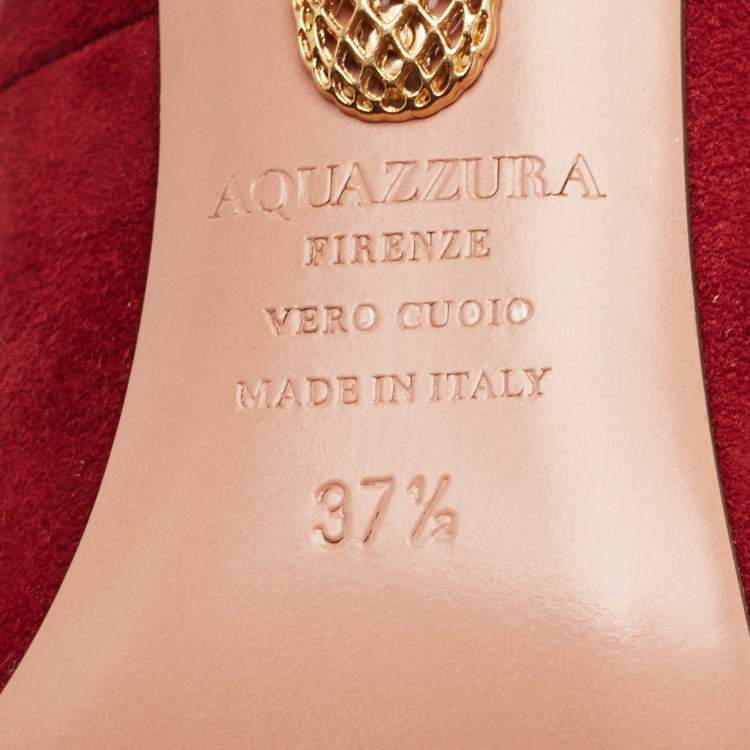 AQUAZZURA
FIRENZE
VERO CUOIO
MADE IN ITALY
37½